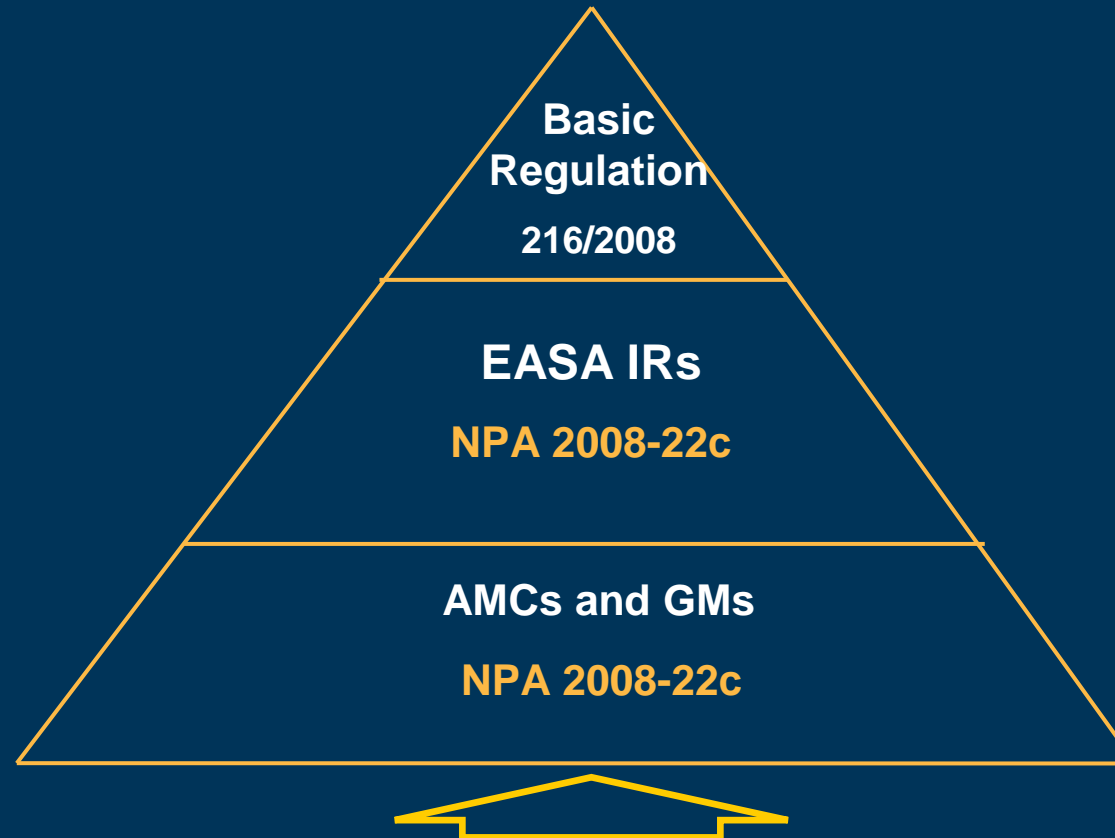 Basic
Regulation
216/2008
EASA IRs
NPA 2008-22c
AMCs and GMs
NPA 2008-22c